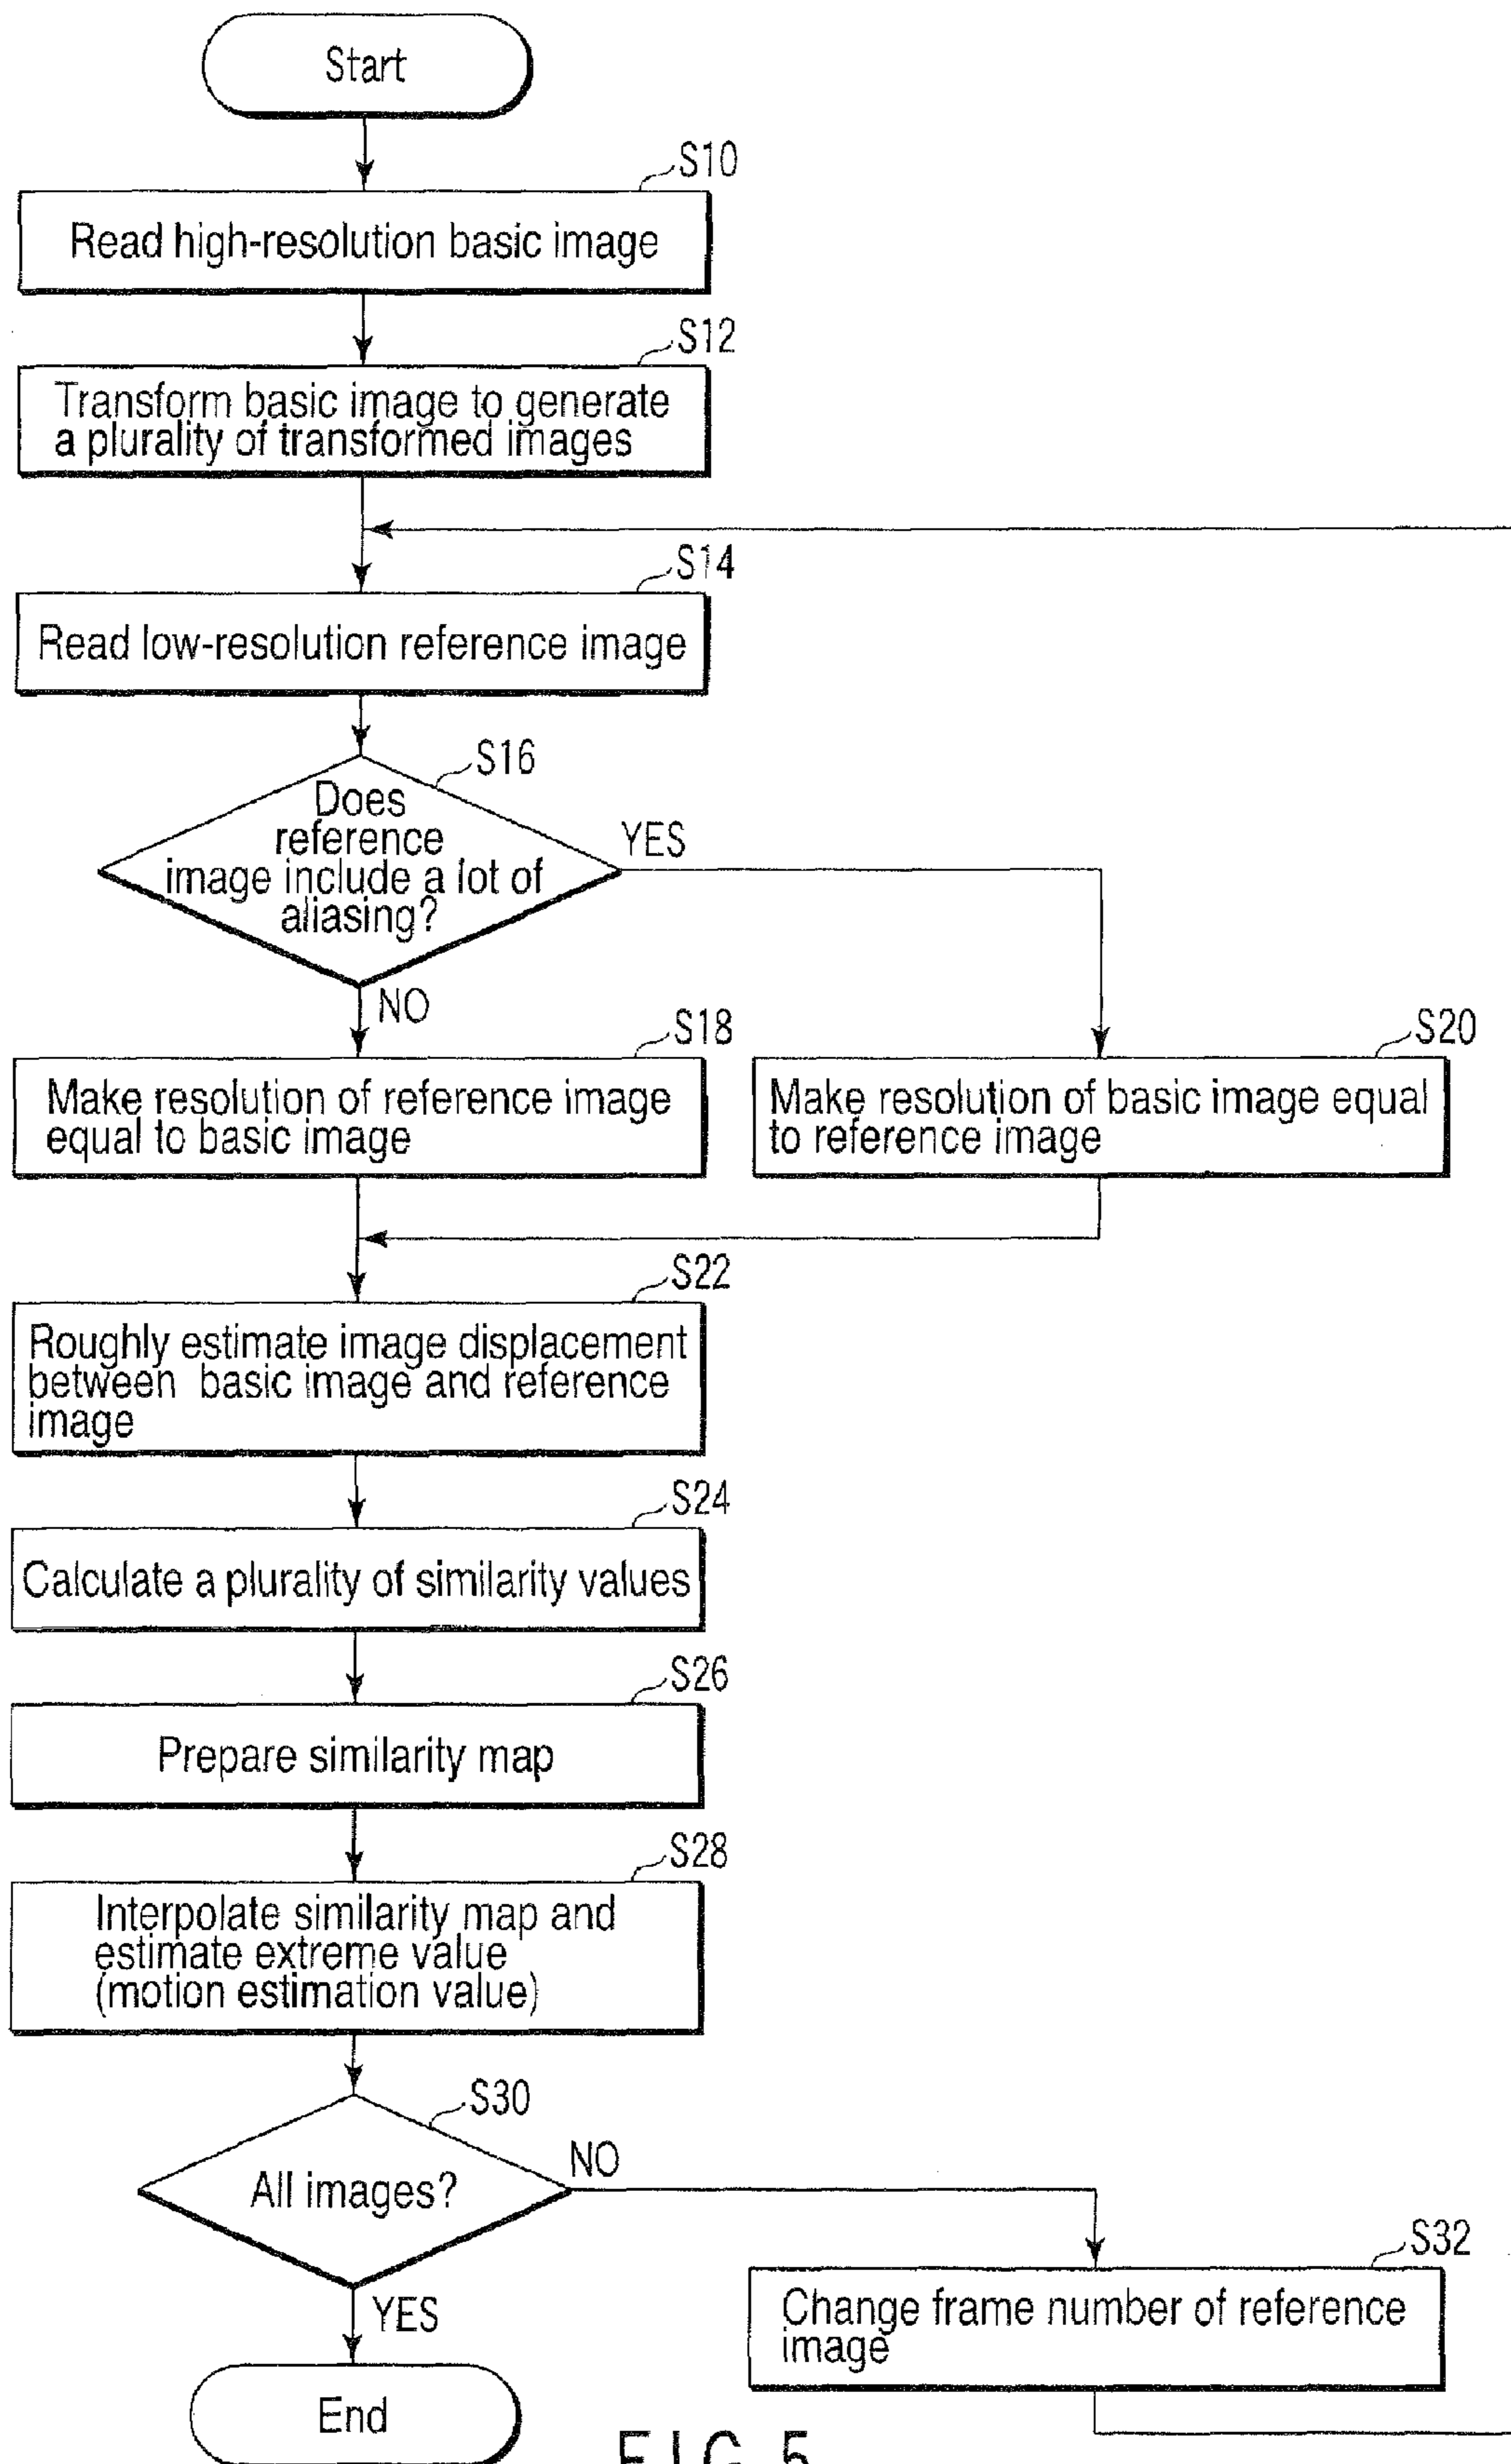 Start
S10
Read high-resolution basic image
S12
Transform basic image to generate
a plurality of transformed images
S14
Read low-resolution reference image
S16
Does
reference
image include a lot of
aliasing?
YES
NO
S18
Make resolution of reference image
equal to basic image
S20
Make resolution of basic image equal
to reference image
S22
Roughly estimate image displacement
between basic image and reference
image
S24
Calculate a plurality of similarity values
S26
Prepare similarity map
S28
Interpolate similarity map and
estimate extreme value
(motion estimation value)
S30
All images?
NO
YES
S32
Change frame number of reference
image
End
FIG. 5